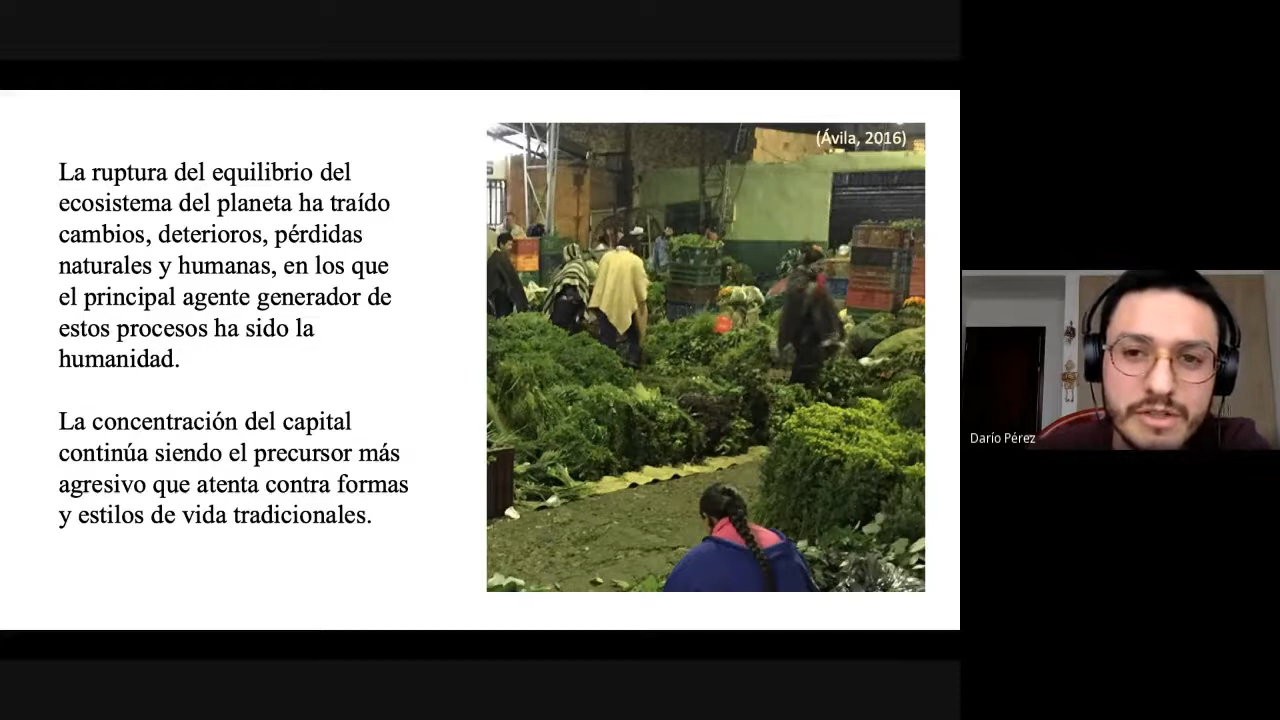 La ruptura del equilibrio del
ecosistema del planeta ha traído
cambios, deterioros, pérdidas
naturales y humanas, en los que
el principal agente generador de
estos procesos ha sido la
humanidad.
La concentración del capital
continúa siendo el precursor más
agresivo que atenta contra formas
y estilos de vida tradicionales.
(Ávila, 2016)
Darío Pérez